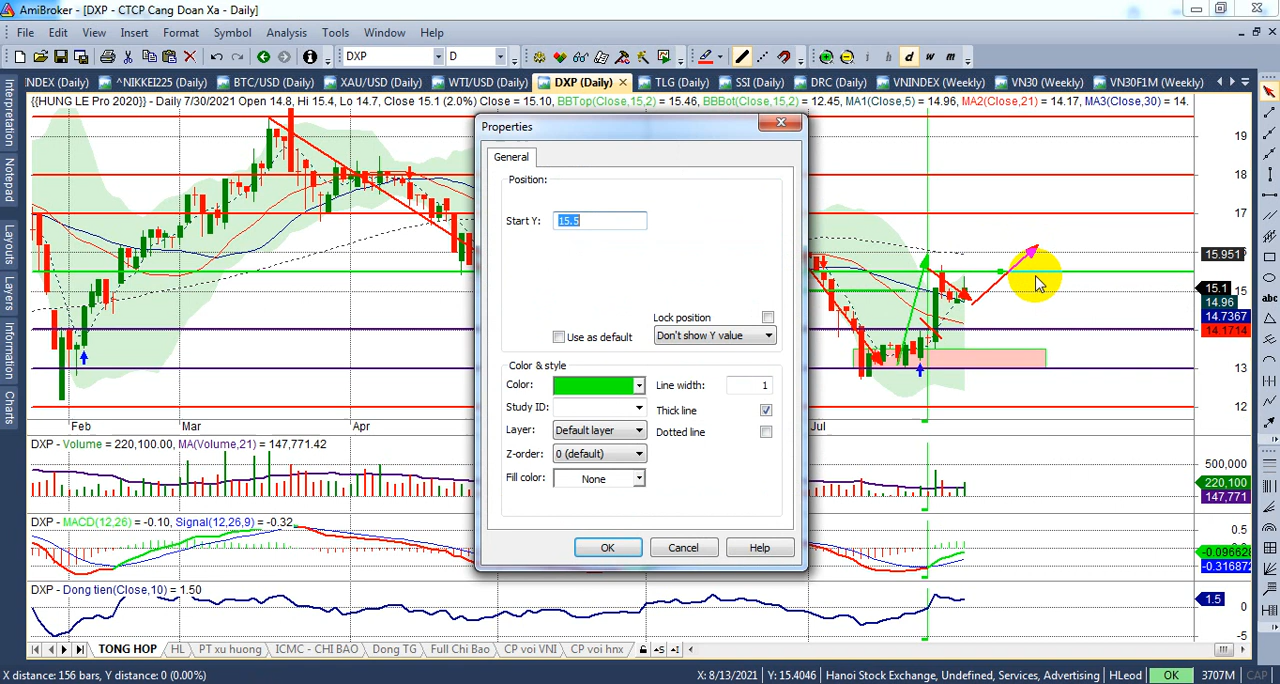 AmiBroker - [DXP - CTCP Cang Doan Xa - Daily]
File Edit View Insert Format Symbol Analysis Tools Window Help
DXP D i h d w m
INDEX (Daily) ^NIKKEI225 (Daily) BTC/USD (Daily) XAU/USD (Daily) WTI/USD (Daily) DXP (Daily) TLG (Daily) SSI (Daily) DRC (Daily) VNINDEX (Weekly) VN30 (Weekly) VN30F1M (Weekly)
{{HUNG LE Pro 2020}} - Daily 7/30/2021 Open 14.8, Hi 15.4, Lo 14.7, Close 15.1 (2.0%) Close = 15.10, BBTop(Close,15,2) = 15.46, BBBot(Close,15,2) = 12.45, MA1(Close,5) = 14.96, MA2(Close,21) = 14.17, MA3(Close,30) = 14.
Interpretation
Notepad
Layouts
Layers
Information
Charts
Properties
General
Position:
Start Y: 15.5
Lock position
Use as default
Don't show Y value
Color & style
Color:
Line width: 1
Study ID:
Thick line
Layer: Default layer
Dotted line
Z-order: 0 (default)
Fill color: None
OK Cancel Help
19
18
17
15.951
15
15.1
14.96
14.7367
14.1714
13
12
abc
Feb Mar Apr Jul
DXP - Volume = 220,100.00, MA(Volume,21) = 147,771.42
500,000
220,100
147,771
DXP - MACD(12,26) = -0.10, Signal(12,26,9) = -0.32
0.5
-0.096628
-0.316872
DXP - Dong tien(Close,10) = 1.50
1.5
0
-5
TONG HOP HL PT xu huong ICMC - CHI BAO Dong TG Full Chi Bao CP voi VNI CP voi hnx
X distance: 156 bars, Y distance: 0 (0.00%) X: 8/13/2021 Y: 15.4046 Hanoi Stock Exchange, Undefined, Services, Advertising HLeod OK 3707M CAP